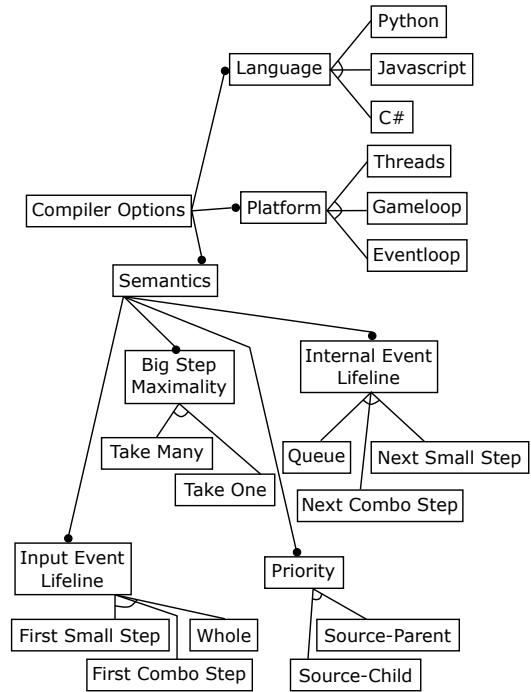 Python
Language
Javascript
C#
Threads
Compiler Options
Platform
Gameloop
Eventloop
Semantics
Big Step
Maximality
Internal Event
Lifeline
Take Many
Queue
Next Small Step
Take One
Next Combo Step
Input Event
Lifeline
Priority
First Small Step
Whole
Source-Parent
First Combo Step
Source-Child